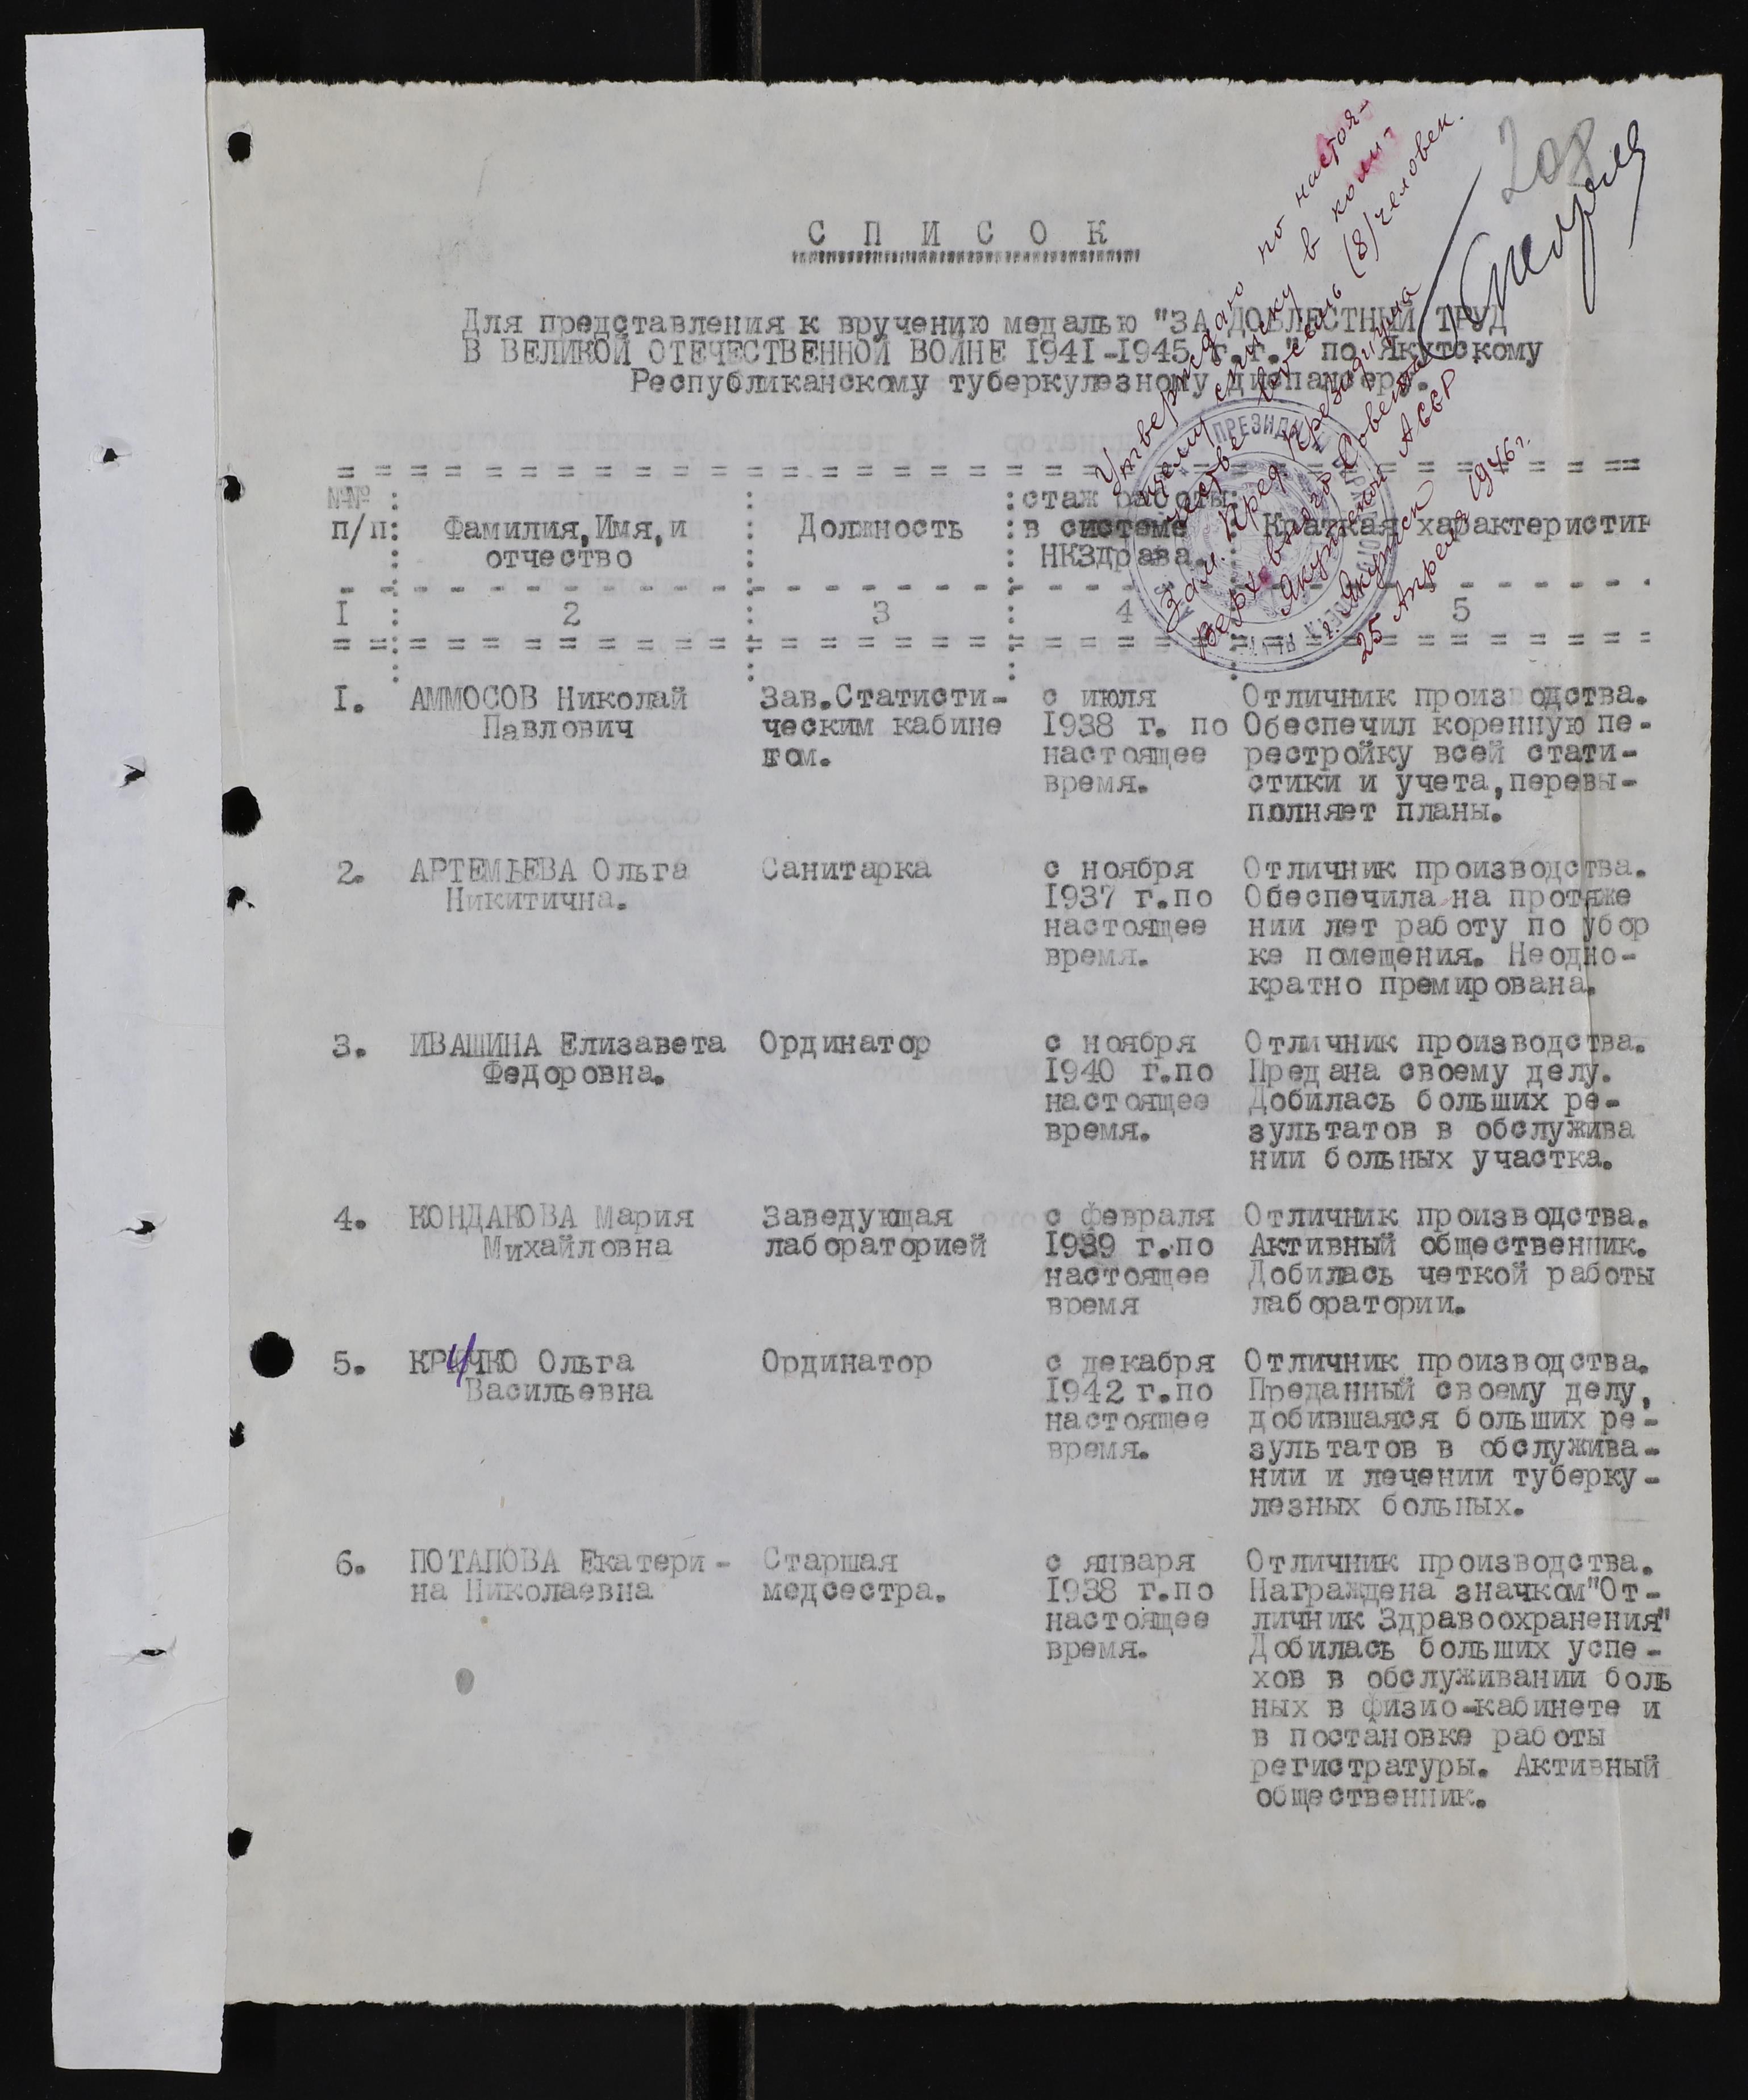 208
Утверждаю по настоя-
щему списку в коли-
честве восемь (8) человек.
Зам. Пред. Президиума
Верховного Совета
Якутской АССР
г. Якутск
25 Апреля 1946 г.
С П И С О К
Для представления к вручению медалью "ЗА ДОБЛЕСТНЫЙ ТРУД
В ВЕЛИКОЙ ОТЕЧЕСТВЕННОЙ ВОЙНЕ 1941-1945 г.г." по Якутскому
Республиканскому туберкулезному диспансеру.
№№ п/п : Фамилия,Имя,и отчество : Должность : стаж работы в системе НКЗдрава. : Краткая характеристик
I : 2 : 3 : 4 : 5
I. АММОСОВ Николай Зав.Статисти- с июля Отличник производства.
Павлович ческим кабине 1938 г. по Обеспечил коренную пе-
том. настоящее рестройку всей стати-
время. стики и учета,перевы-
полняет планы.
2. АРТЕМЬЕВА Ольга Санитарка с ноября Отличник производства.
Никитична. 1937 г.по Обеспечила на протяже
настоящее нии лет работу по убор
время. ке помещения. Неодно-
кратно премирована.
3. ИВАШИНА Елизавета Ординатор с ноября Отличник производства.
Федоровна. 1940 г.по Предана своему делу.
настоящее Добилась больших ре-
время. зультатов в обслужива
нии больных участка.
4. КОНДАКОВА Мария Заведующая с февраля Отличник производства.
Михайловна лабораторией 1939 г.по Активный общественник.
настоящее Добилась четкой работы
время лаборатории.
5. КРИЧКО Ольга Ординатор с декабря Отличник производства.
Васильевна 1942 г.по Преданный своему делу,
настоящее добившаяся больших ре-
время. зультатов в обслужива-
нии и лечении туберку-
лезных больных.
6. ПОТАПОВА Екатери- Старшая с января Отличник производства.
на Николаевна медсестра. 1938 г.по Награждена значком"От-
настоящее личник Здравоохранения"
время. Добилась больших успе-
хов в обслуживании боль
ных в физио-кабинете и
в постановке работы
регистратуры. Активный
общественник.